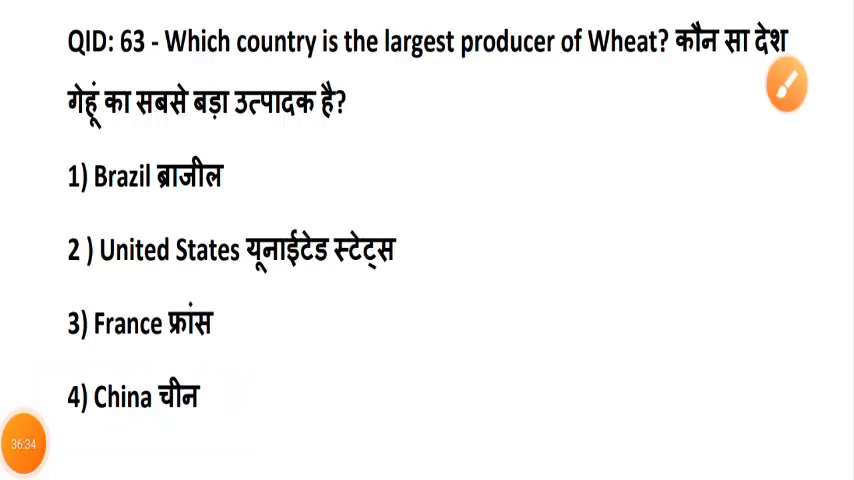 QID: 63 - Which country is the largest producer of Wheat? कौन सा देश
गेहूं का सबसे बड़ा उत्पादक है?
1) Brazil ब्राजील
2 ) United States यूनाईटेड स्टेट्स
3) France फ्रांस
4) China चीन
36:34